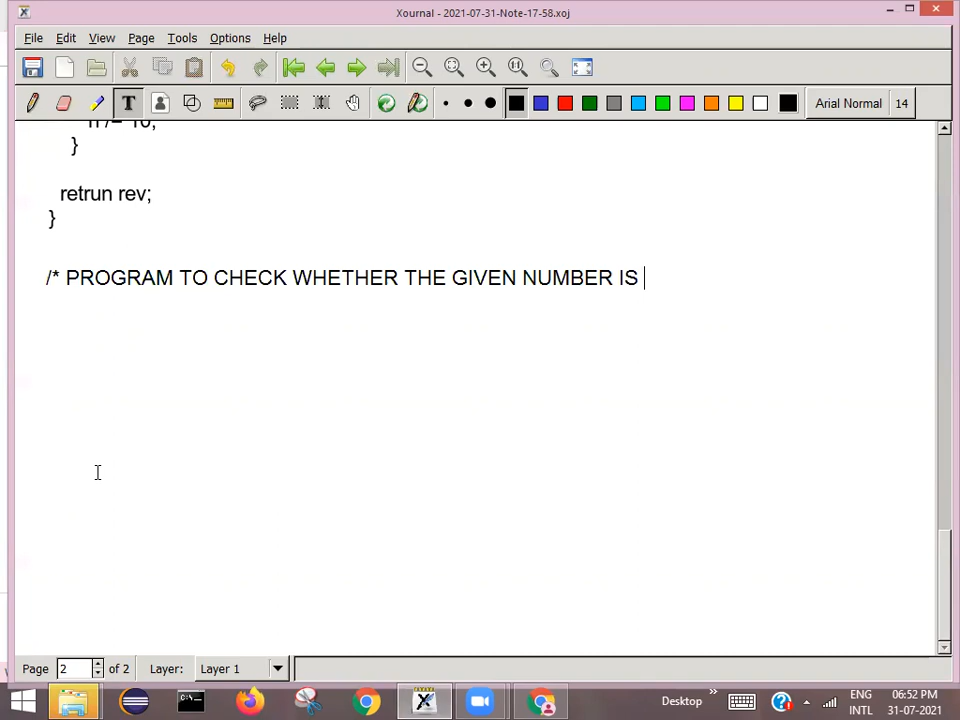 Xournal - 2021-07-31-Note-17-58.xoj
File Edit View Page Tools Options Help
T Arial Normal 14
n /= 10;
}
retrun rev;
}
/* PROGRAM TO CHECK WHETHER THE GIVEN NUMBER IS
Page 2 of 2 Layer: Layer 1
Desktop ENG 06:52 PM
INTL 31-07-2021